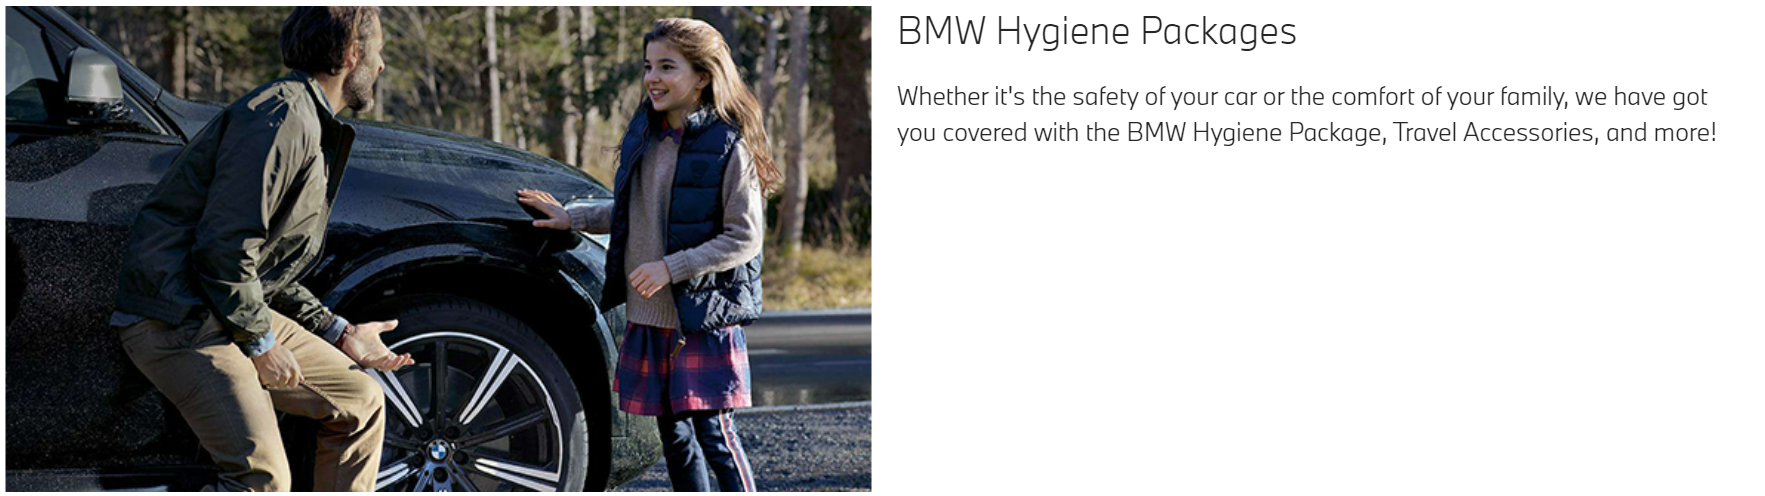 BMW Hygiene Packages
Whether it's the safety of your car or the comfort of your family, we have got
you covered with the BMW Hygiene Package, Travel Accessories, and more!